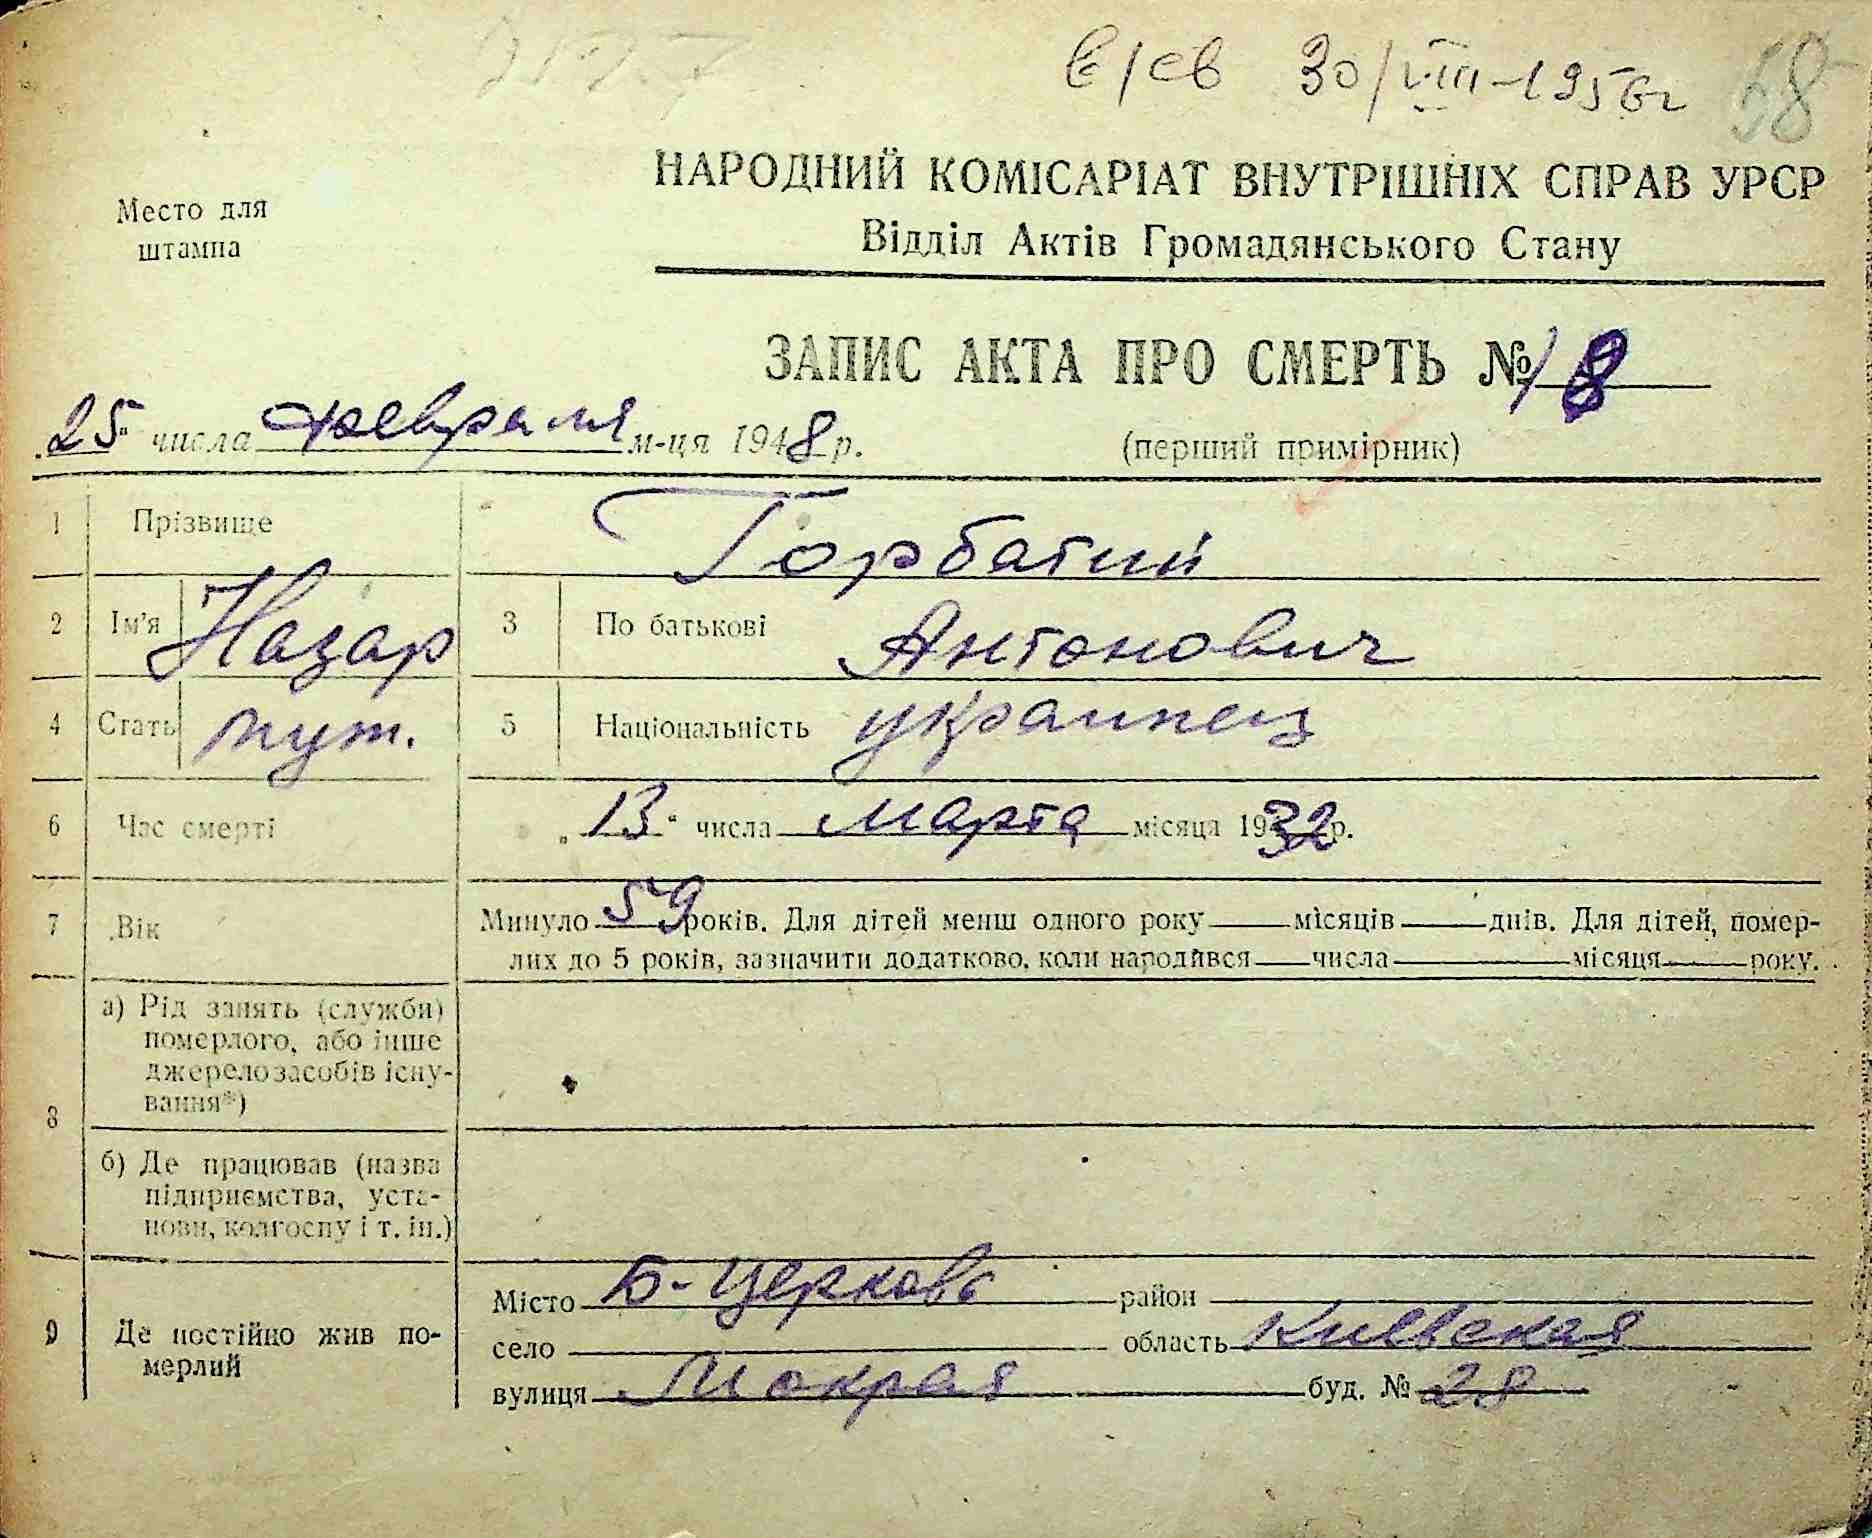 в/св 30/VIII-1956г 58
НАРОДНИЙ КОМІСАРІАТ ВНУТРІШНІХ СПРАВ УРСР
Відділ Актів Громадянського Стану
Место для
штампа
ЗАПИС АКТА ПРО СМЕРТЬ № 18
„25" числа февраля м-ця 1948 р.
(перший примірник)
1 Прізвище Горбатий
2 Ім'я Назар 3 По батькові Антонович
4 Стать муж. 5 Національність украинец
6 Час смерті „13" числа марта місяця 1932 р.
7 Вік Минуло 59 років. Для дітей менш одного року місяців днів. Для дітей, помер-
лих до 5 років, зазначити додатково, коли народився числа місяця року.
8 а) Рід занять (служби)
померлого, або інше
джерело засобів існу-
вання*)
б) Де працював (назва
підприємства, уста-
нови, колгоспу і т. ін.)
9 Де постійно жив по-
мерлий
Місто Б-Церковь район
село область Киевская
вулиця Мокрая буд. № 28